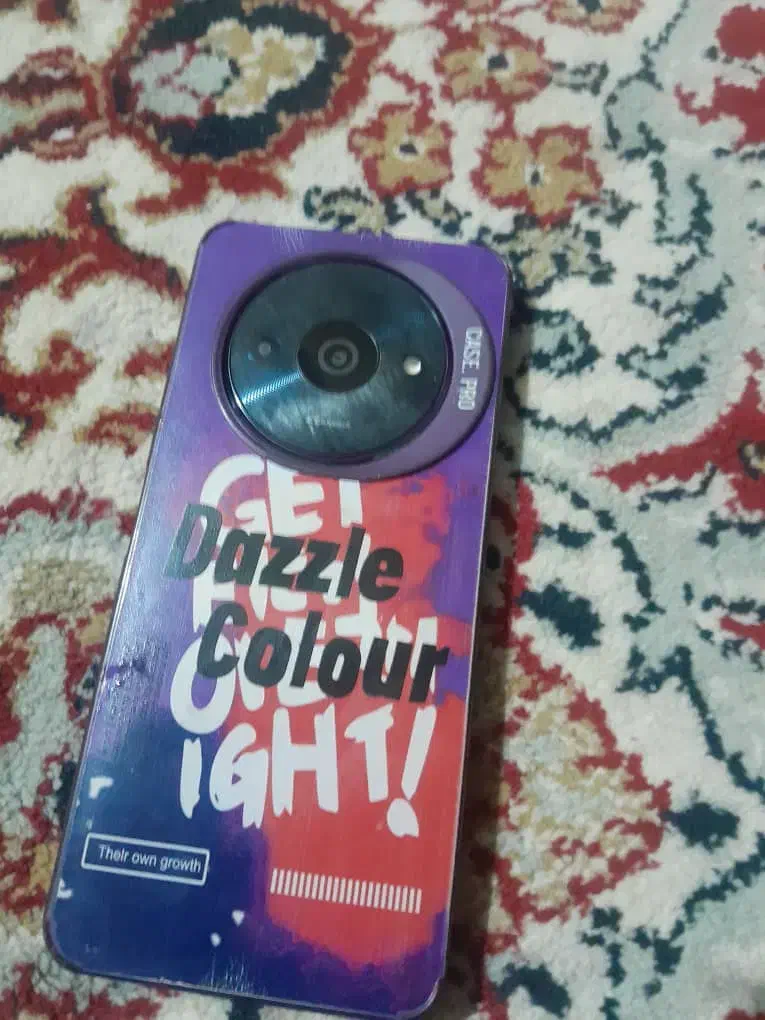 CASE. PRO
GET
Dazzle
Colour
IGHT!
Their own growth